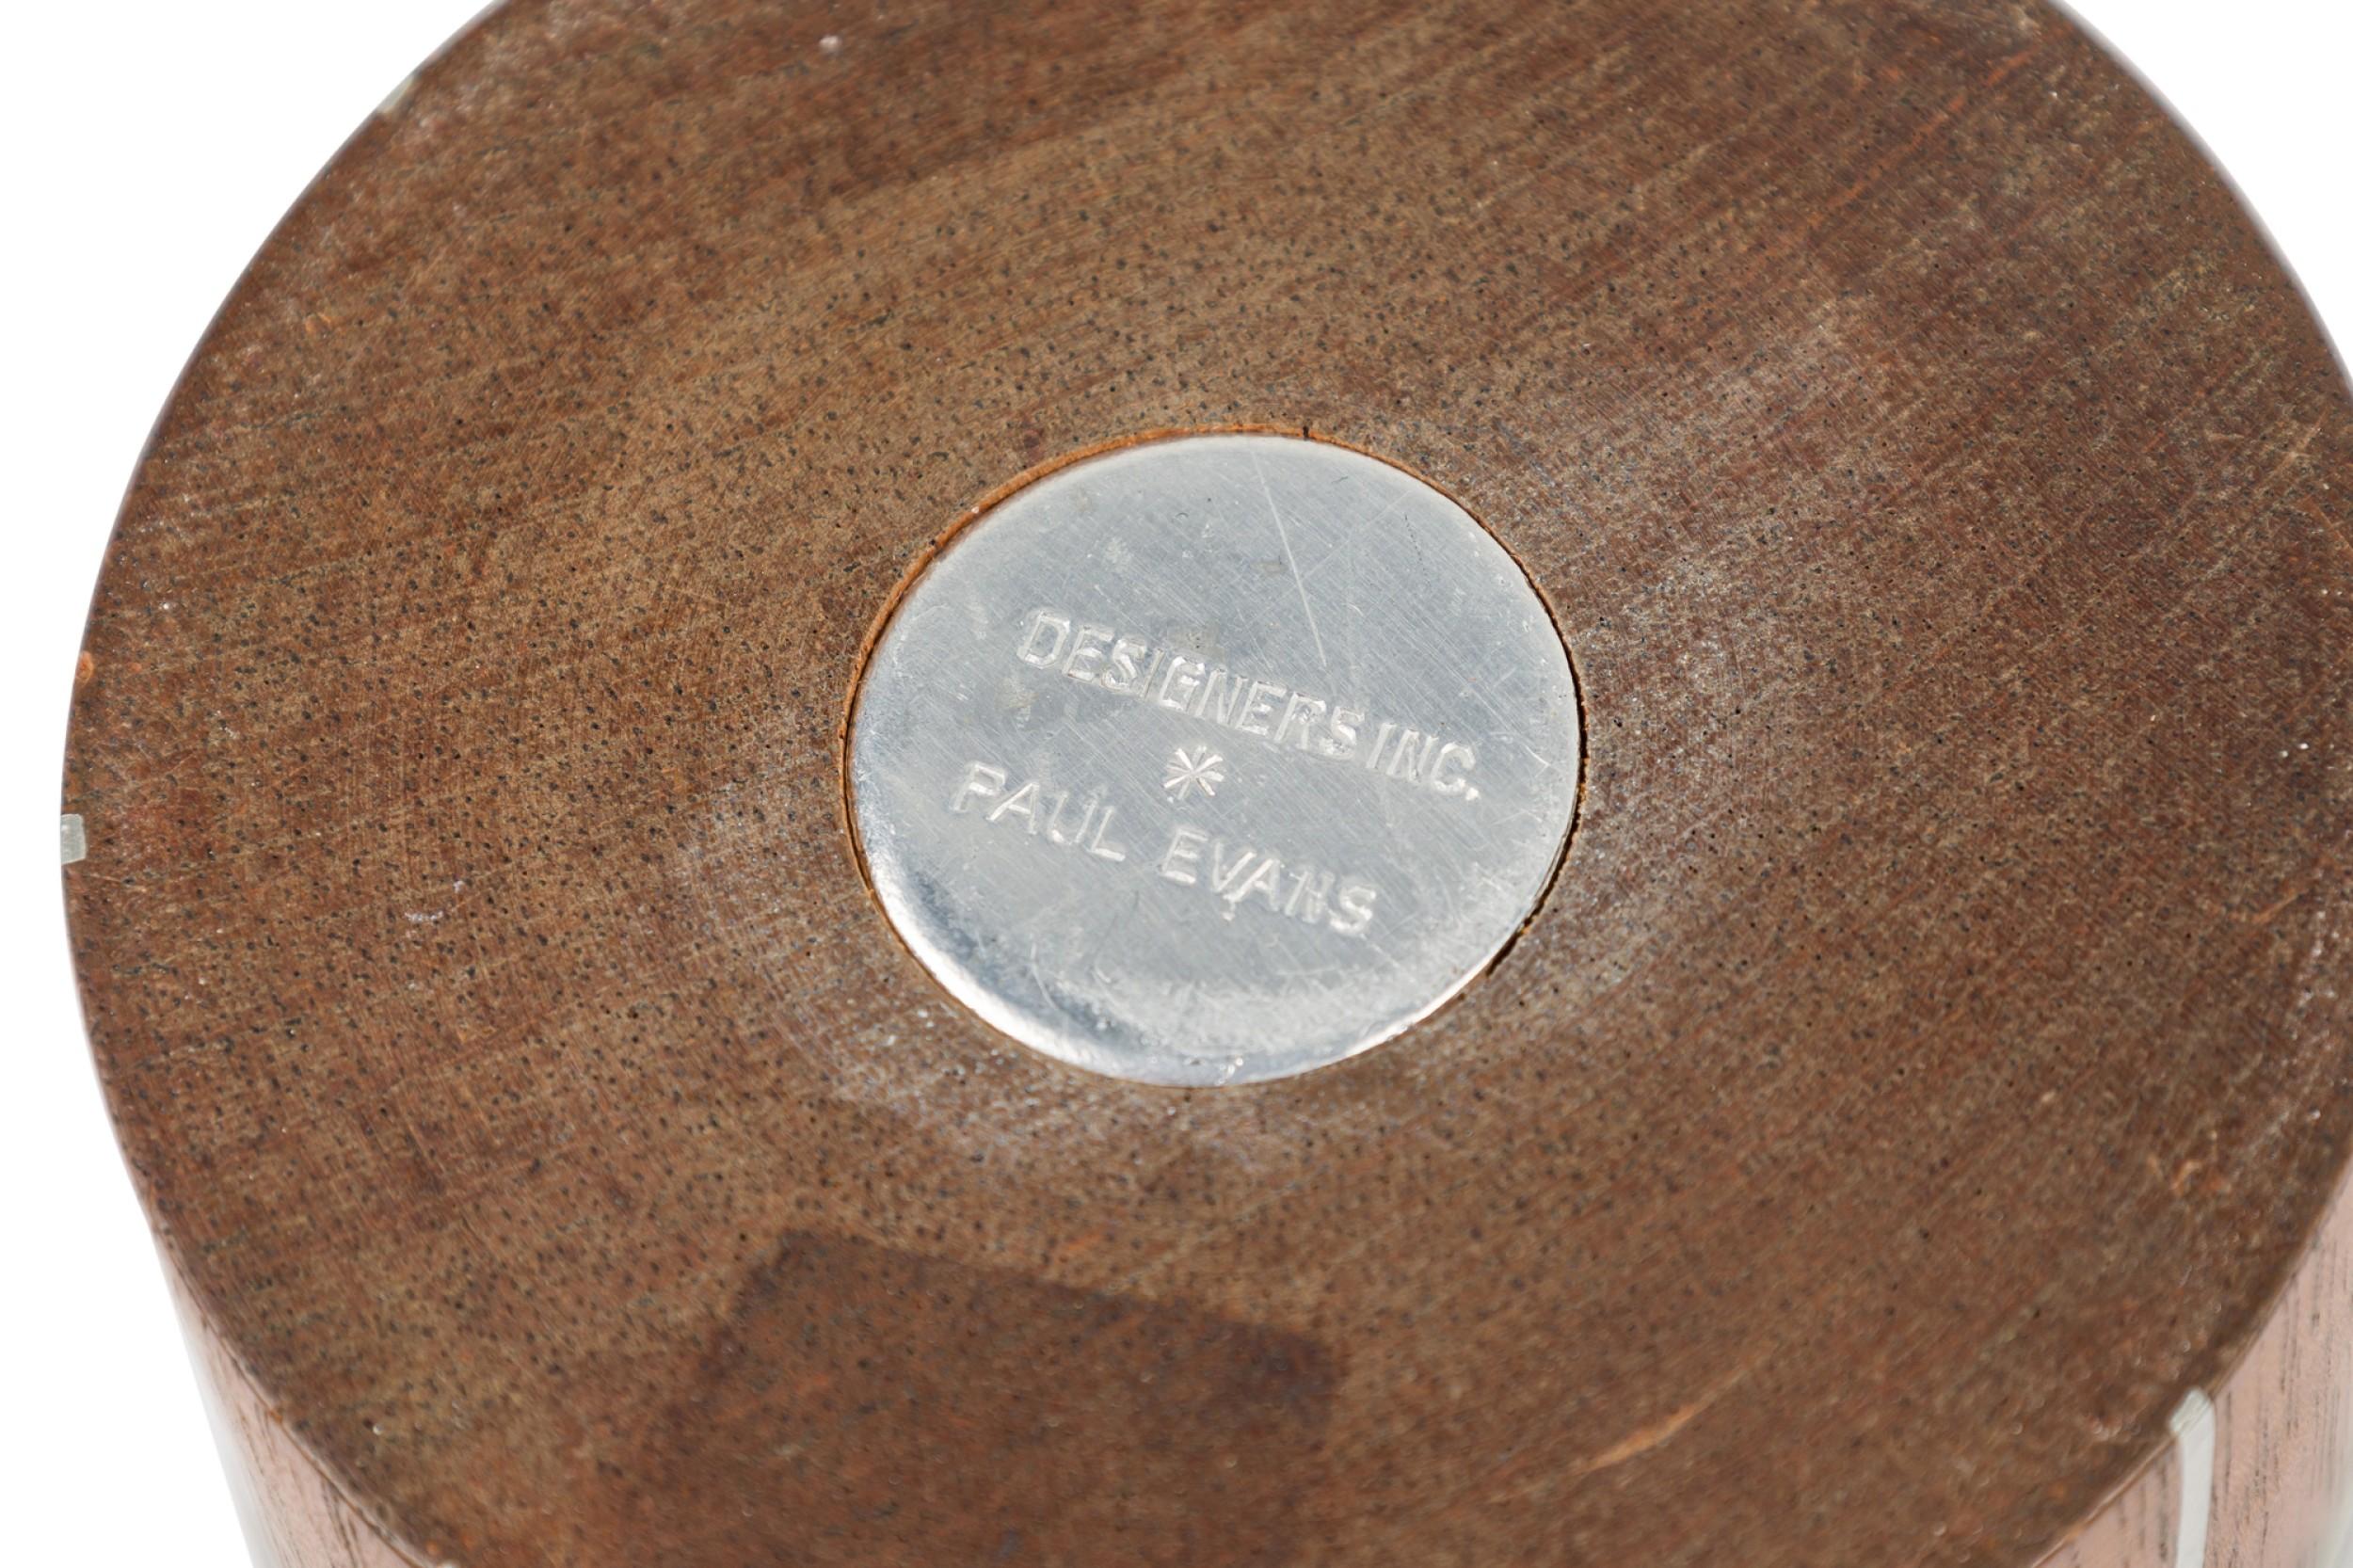 DESIGNERS INC.
*
PAUL EVANS